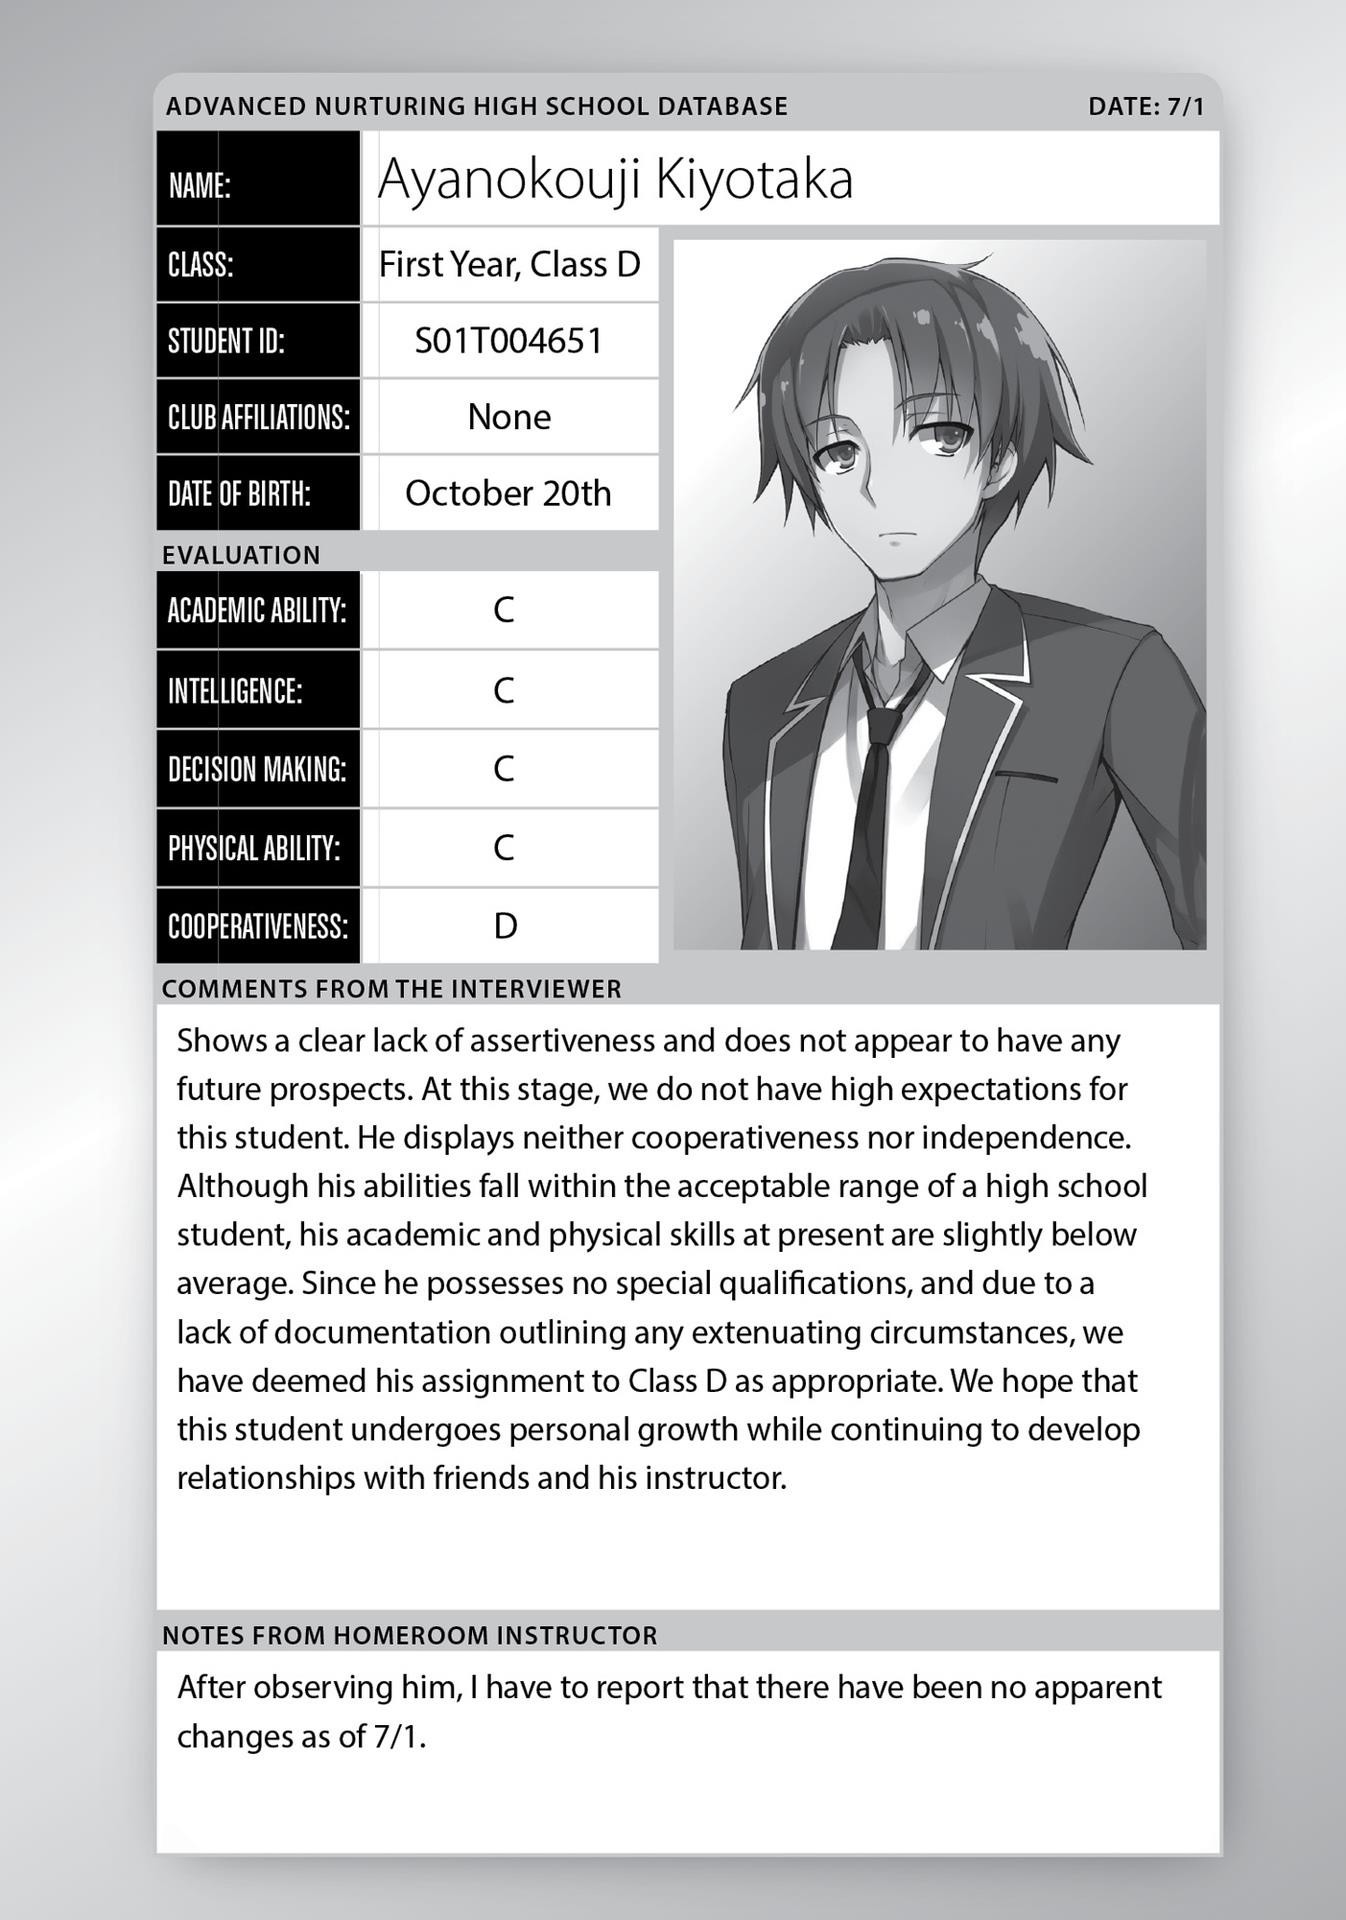 ADVANCED NURTURING HIGH SCHOOL DATABASE DATE: 7/1
NAME: Ayanokouji Kiyotaka
CLASS: First Year, Class D
STUDENT ID: S01T004651
CLUB AFFILIATIONS: None
DATE OF BIRTH: October 20th
EVALUATION
ACADEMIC ABILITY: C
INTELLIGENCE: C
DECISION MAKING: C
PHYSICAL ABILITY: C
COOPERATIVENESS: D
COMMENTS FROM THE INTERVIEWER
Shows a clear lack of assertiveness and does not appear to have any
future prospects. At this stage, we do not have high expectations for
this student. He displays neither cooperativeness nor independence.
Although his abilities fall within the acceptable range of a high school
student, his academic and physical skills at present are slightly below
average. Since he possesses no special qualifications, and due to a
lack of documentation outlining any extenuating circumstances, we
have deemed his assignment to Class D as appropriate. We hope that
this student undergoes personal growth while continuing to develop
relationships with friends and his instructor.
NOTES FROM HOMEROOM INSTRUCTOR
After observing him, I have to report that there have been no apparent
changes as of 7/1.